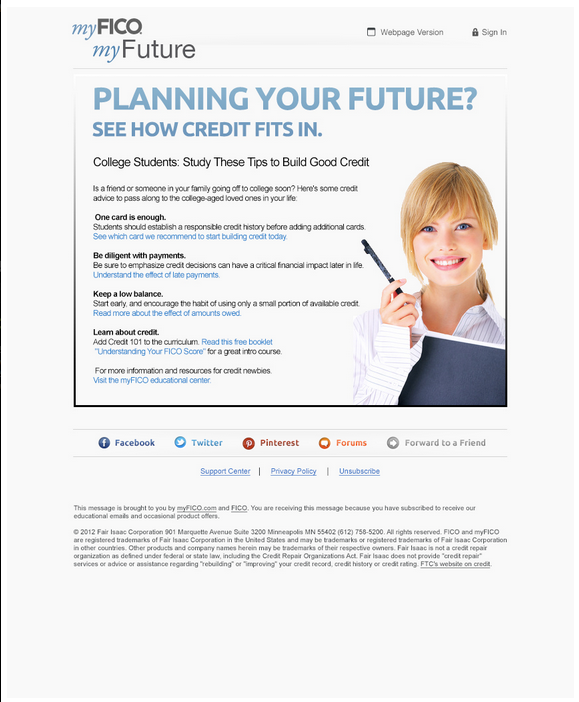 myFICO
Webpage Version
Sign In
myFuture
PLANNING YOUR FUTURE?
SEE HOW CREDIT FITS IN.
College Students: Study These Tips to Build Good Credit
Is a friend or someone in your family going off to college soon? Here's some credit
advice to pass along to the college-aged loved ones in your life:
One card is enough.
Students should establish a responsible credit history before adding additional cards.
See which card we recommend to start building credit today.
Be diligent with payments.
Be sure to emphasize credit decisions can have a critical financial impact later in life.
Understand the effect of late payments.
Keep a low balance.
Start early, and encourage the habit of using only a small portion of available credit.
Read more about the effect of amounts owed.
Learn about credit.
Add Credit 101 to the curriculum. Read this free booklet
"Understanding Your FICO Score" for a great intro course.
For more information and resources for credit newbies.
Visit the myFICO educational center.
Facebook
Twitter
Pinterest
Forums
Forward to a Friend
Support Center | Privacy Policy | Unsubscribe
This message is brought to you by myFICO.com and FICO. You are receiving this message because you have subscribed to receive our
educational emails and occasional product offers.
© 2012 Fair Isaac Corporation 901 Marquette Avenue Suite 3200 Minneapolis MN 55402 (612) 758-5200. All rights reserved. FICO and myFICO
are registered trademarks of Fair Isaac Corporation in the United States and may be trademarks or registered trademarks of Fair Isaac Corporation
in other countries. Other products and company names herein may be trademarks of their respective owners. Fair Isaac is not a credit repair
organization as defined under federal or state law, including the Credit Repair Organizations Act. Fair Isaac does not provide "credit repair"
services or advice or assistance regarding "rebuilding" or "improving" your credit record, credit history or credit rating. FTC's website on credit.